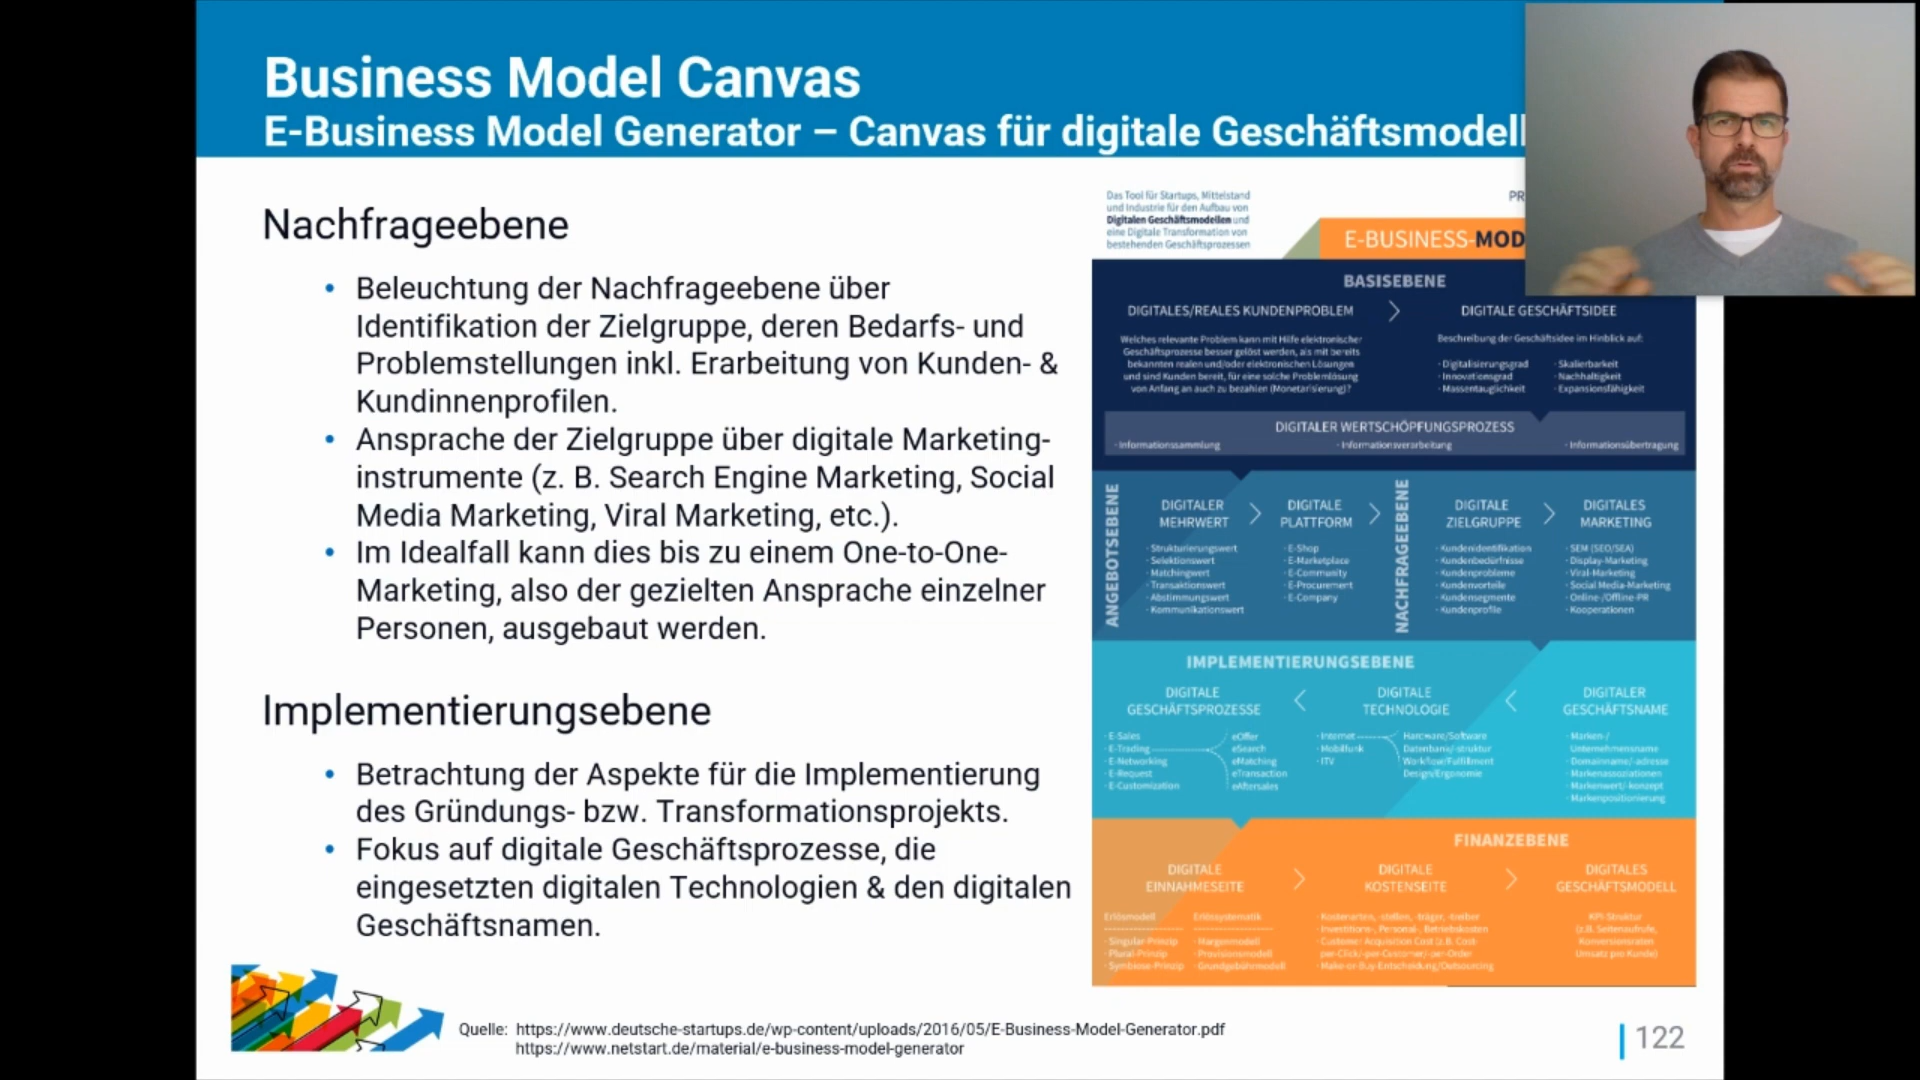 Business Model Canvas
E-Business Model Generator – Canvas für digitale Geschäftsmodell
Nachfrageebene
• Beleuchtung der Nachfrageebene über
Identifikation der Zielgruppe, deren Bedarfs- und
Problemstellungen inkl. Erarbeitung von Kunden- &
Kundinnenprofilen.
• Ansprache der Zielgruppe über digitale Marketing-
instrumente (z. B. Search Engine Marketing, Social
Media Marketing, Viral Marketing, etc.).
• Im Idealfall kann dies bis zu einem One-to-One-
Marketing, also der gezielten Ansprache einzelner
Personen, ausgebaut werden.
Implementierungsebene
• Betrachtung der Aspekte für die Implementierung
des Gründungs- bzw. Transformationsprojekts.
• Fokus auf digitale Geschäftsprozesse, die
eingesetzten digitalen Technologien & den digitalen
Geschäftsnamen.
Das Tool für Startups, Mittelstand
und Industrie für den Aufbau von
Digitalen Geschäftsmodellen und
eine Digitale Transformation von
bestehenden Geschäftsprozessen
PR
E-BUSINESS-MOD
BASISEBENE
DIGITALES/REALES KUNDENPROBLEM
Welches relevante Problem kann mit Hilfe elektronischer
Geschäftsprozesse besser gelöst werden, als mit bereits
bekannten realen und/oder elektronischen Lösungen
und sind Kunden bereit, für eine solche Problemlösung
von Anfang an auch zu bezahlen (Monetarisierung)?
DIGITALE GESCHÄFTSIDEE
Beschreibung der Geschäftsidee im Hinblick auf:
· Digitalisierungsgrad
· Innovationsgrad
· Massentauglichkeit
· Skalierbarkeit
· Nachhaltigkeit
· Expansionsfähigkeit
DIGITALER WERTSCHÖPFUNGSPROZESS
· Informationssammlung · Informationsverarbeitung · Informationsübertragung
ANGEBOTSEBENE
DIGITALER
MEHRWERT
· Strukturierungswert
· Selektionswert
· Matchingwert
· Transaktionswert
· Abstimmungswert
· Kommunikationswert
DIGITALE
PLATTFORM
· E-Shop
· E-Marketplace
· E-Community
· E-Procurement
· E-Company
NACHFRAGEEBENE
DIGITALE
ZIELGRUPPE
· Kundenidentifikation
· Kundenbedürfnisse
· Kundenprobleme
· Kundenvorteile
· Kundensegmente
· Kundenprofile
DIGITALES
MARKETING
· SEM (SEO/SEA)
· Display-Marketing
· Viral-Marketing
· Social Media-Marketing
· Online-/Offline-PR
· Kooperationen
IMPLEMENTIERUNGSEBENE
DIGITALE
GESCHÄFTSPROZESSE
· E-Sales
· E-Trading
· E-Networking
· E-Request
· E-Customization
eOffer
eSearch
eMatching
eTransaction
eAftersales
DIGITALE
TECHNOLOGIE
· Internet
· Mobilfunk
· ITV
Hardware/Software
Datenbank/-struktur
Workflow/Fulfillment
Design/Ergonomie
DIGITALER
GESCHÄFTSNAME
· Marken-/
Unternehmensname
· Domainname/-adresse
· Markenassoziationen
· Markenwert/-konzept
· Markenpositionierung
FINANZEBENE
DIGITALE
EINNAHMESEITE
Erlösmodell
· Singular-Prinzip
· Plural-Prinzip
· Symbiose-Prinzip
Erlössystematik
· Margenmodell
· Provisionsmodell
· Grundgebührmodell
DIGITALE
KOSTENSEITE
· Kostenarten, -stellen, -träger, -treiber
· Investitions-, Personal-, Betriebskosten
· Customer Acquisition Cost (z.B. Cost-
per-Click/-per-Customer/-per-Order
· Make-or-Buy-Entscheidung/Outsourcing
DIGITALES
GESCHÄFTSMODELL
KPI-Struktur
(z.B. Seitenaufrufe,
Konversionsraten
Umsatz pro Kunde)
Quelle: https://www.deutsche-startups.de/wp-content/uploads/2016/05/E-Business-Model-Generator.pdf
https://www.netstart.de/material/e-business-model-generator
122